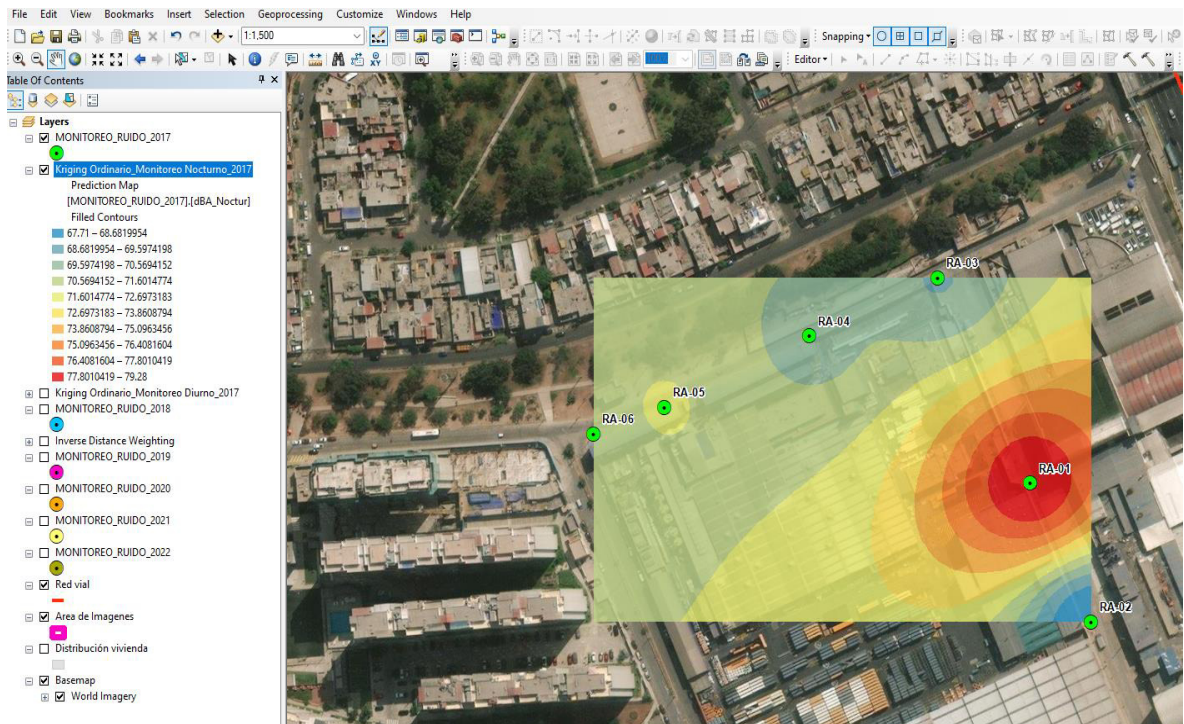 File Edit View Bookmarks Insert Selection Geoprocessing Customize Windows Help
1:1,500
Snapping
Editor
Table Of Contents
Layers
MONITOREO_RUIDO_2017
Kriging Ordinario_Monitoreo Nocturno_2017
Prediction Map
[MONITOREO_RUIDO_2017].[dBA_Noctur]
Filled Contours
67.71 – 68.6819954
68.6819954 – 69.5974198
69.5974198 – 70.5694152
70.5694152 – 71.6014774
71.6014774 – 72.6973183
72.6973183 – 73.8608794
73.8608794 – 75.0963456
75.0963456 – 76.4081604
76.4081604 – 77.8010419
77.8010419 – 79.28
Kriging Ordinario_Monitoreo Diurno_2017
MONITOREO_RUIDO_2018
Inverse Distance Weighting
MONITOREO_RUIDO_2019
MONITOREO_RUIDO_2020
MONITOREO_RUIDO_2021
MONITOREO_RUIDO_2022
Red vial
Area de Imagenes
Distribución vivienda
Basemap
World Imagery
RA-03
RA-04
RA-05
RA-06
RA-01
RA-02